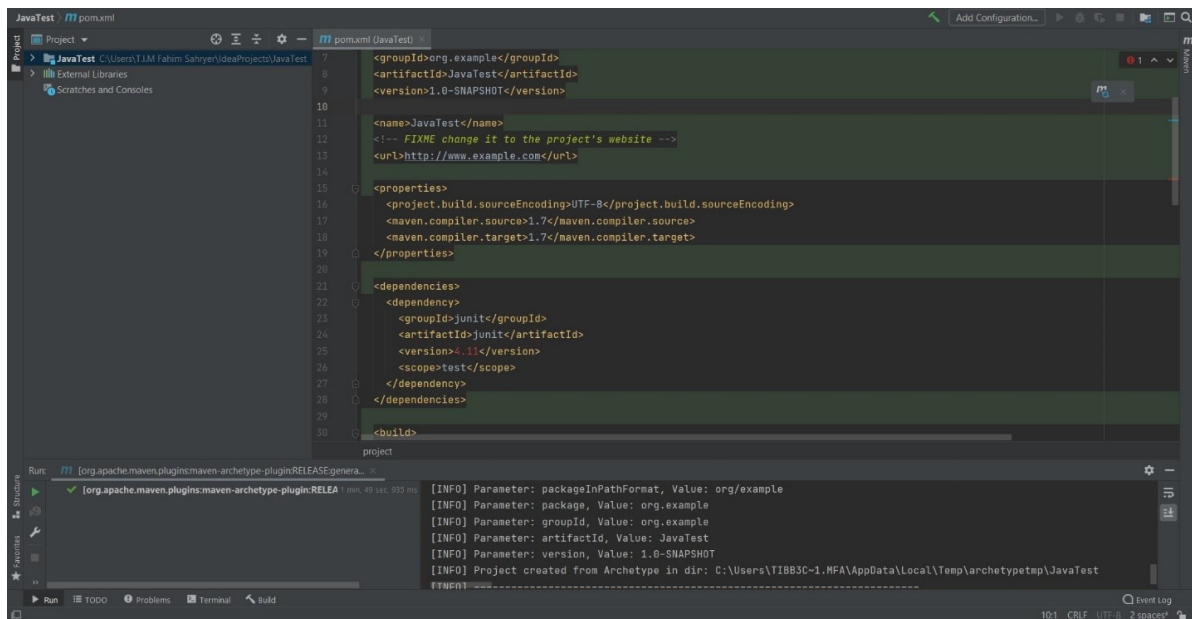 JavaTest > pom.xml
Add Configuration...
Project
pom.xml (JavaTest)
JavaTest C:\Users\T.I.M Fahim Sahryer\IdeaProjects\JavaTest
External Libraries
Scratches and Consoles
Project
Maven
1
7 <groupId>org.example</groupId>
8 <artifactId>JavaTest</artifactId>
9 <version>1.0-SNAPSHOT</version>
10
11 <name>JavaTest</name>
12 <!-- FIXME change it to the project's website -->
13 <url>http://www.example.com</url>
14
15 <properties>
16 <project.build.sourceEncoding>UTF-8</project.build.sourceEncoding>
17 <maven.compiler.source>1.7</maven.compiler.source>
18 <maven.compiler.target>1.7</maven.compiler.target>
19 </properties>
20
21 <dependencies>
22 <dependency>
23 <groupId>junit</groupId>
24 <artifactId>junit</artifactId>
25 <version>4.11</version>
26 <scope>test</scope>
27 </dependency>
28 </dependencies>
29
30 <build>
project
Run: [org.apache.maven.plugins:maven-archetype-plugin:RELEASE:genera...
[org.apache.maven.plugins:maven-archetype-plugin:RELEA 1 min, 49 sec, 935 ms
[INFO] Parameter: packageInPathFormat, Value: org/example
[INFO] Parameter: package, Value: org.example
[INFO] Parameter: groupId, Value: org.example
[INFO] Parameter: artifactId, Value: JavaTest
[INFO] Parameter: version, Value: 1.0-SNAPSHOT
[INFO] Project created from Archetype in dir: C:\Users\TIBB3C~1.MFA\AppData\Local\Temp\archetypetmp\JavaTest
[INFO] ------------------------------------------------------------------------
Structure
Favorites
Run TODO Problems Terminal Build Event Log
10:1 CRLF UTF-8 2 spaces*